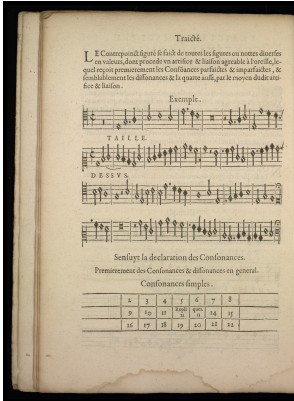 Traicté.
LE Contrepoinct figuré se faict de toutes les figures ou nottes diuerses
en valeurs, dont procede vn artifice & liaison agreable à l'oreille, le-
quel reçoit premierement les Consonances parfaictes & imparfaictes, &
semblablement les dissonances & la quarte aussi, par le moyen dudit arti-
fice & liaison.
Exemple.
TAILLE.
DESSVS.
Sensuyt la declaration des Consonances.
Premierement des Consonances & dissonances en general.
Consonances simples.
2 3 4 5 6 7 8
9 10 11 13 14 15
16 17 18 19 20 21 22